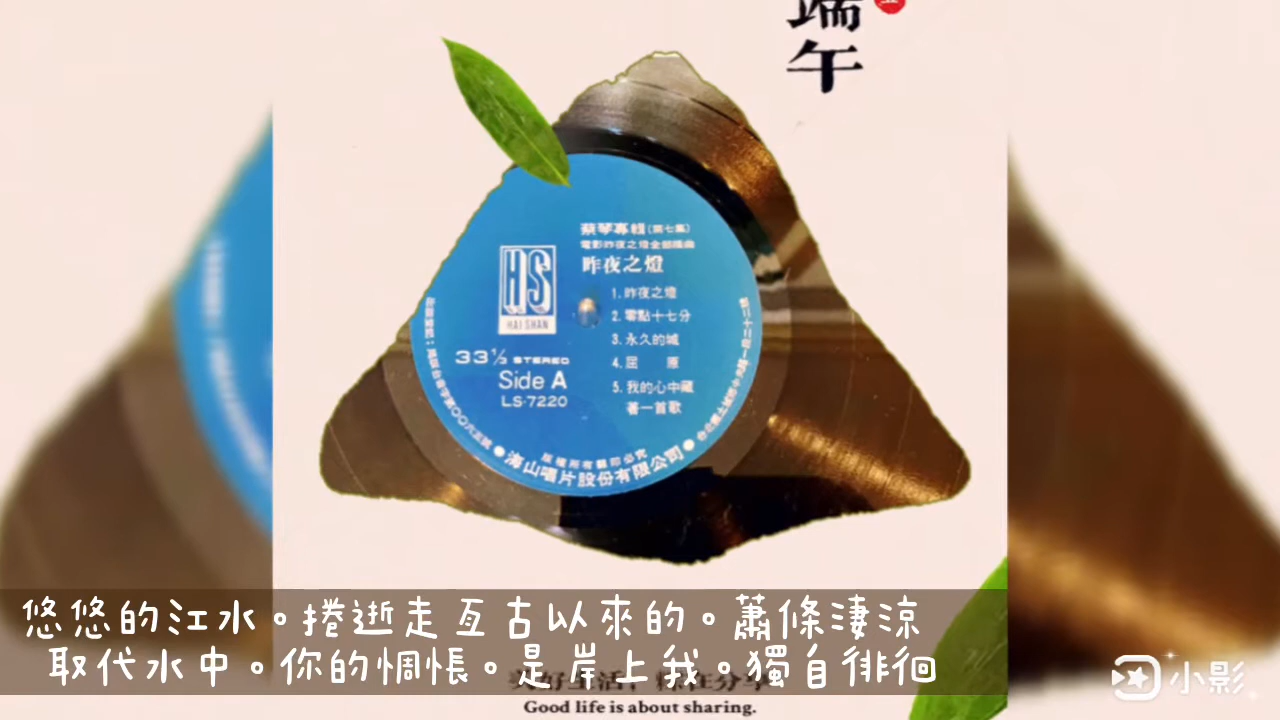 端
午
蔡琴專輯(第七集)
電影昨夜之燈全部插曲
昨夜之燈
HS
HAI SHAN
1. 昨夜之燈
2. 零點十七分
3. 永久的城
4. 屈 原
5. 我的心中藏
著一首歌
33⅓ STEREO
Side A
LS-7220
版權所有翻印必究
海山唱片股份有限公司
悠悠的江水。捲逝走亙古以來的。蕭條淒涼
取代水中。你的惆悵。是岸上我。獨自徘徊
Good life is about sharing.
小影